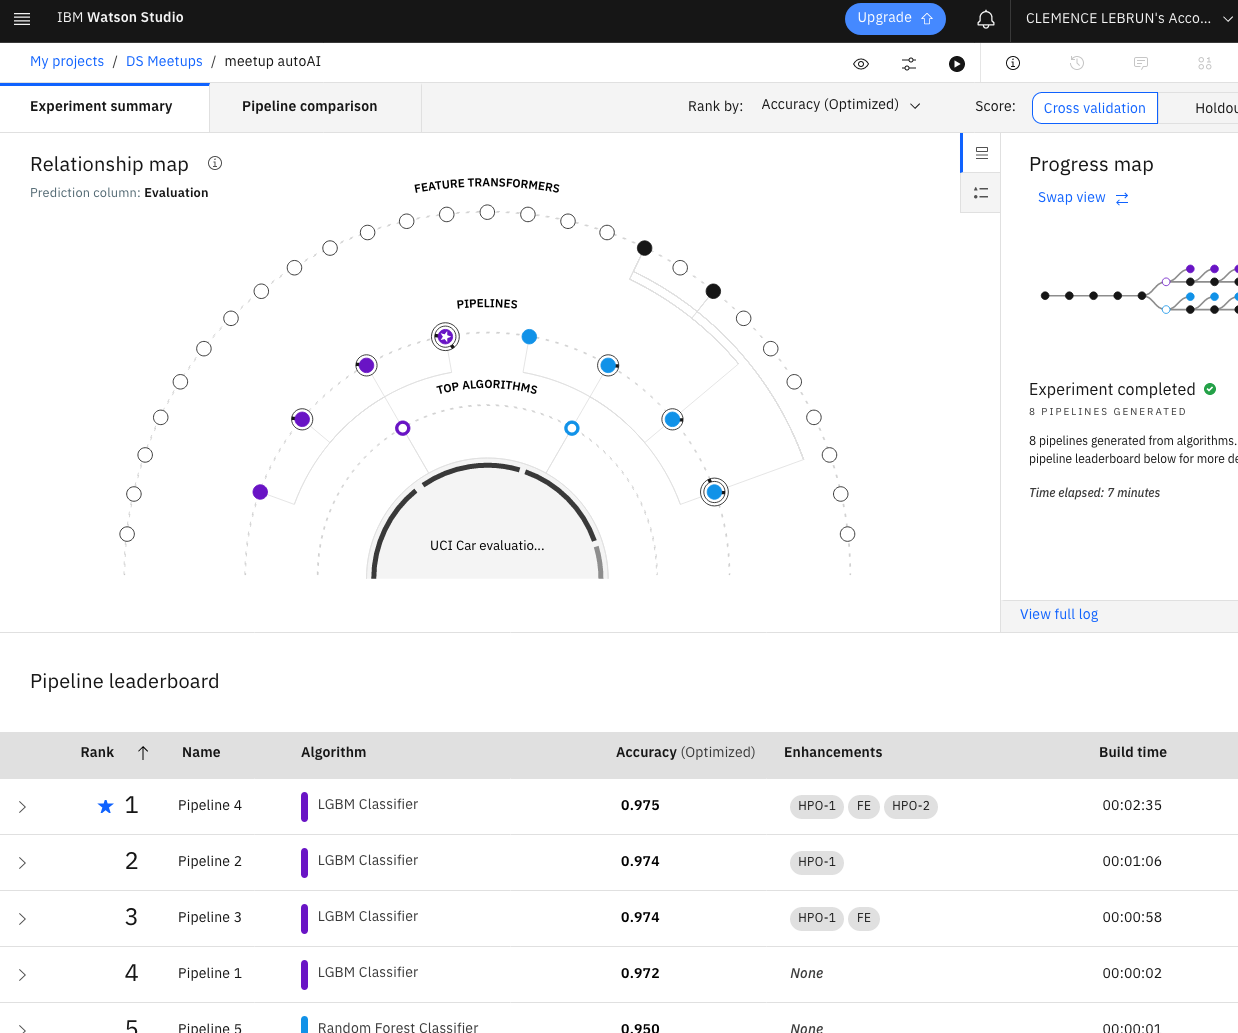 IBM Watson Studio
Upgrade
CLEMENCE LEBRUN's Acco...
My projects / DS Meetups / meetup autoAI
Experiment summary
Pipeline comparison
Rank by: Accuracy (Optimized)
Score: Cross validation
Holdou
Relationship map
Prediction column: Evaluation
FEATURE TRANSFORMERS
PIPELINES
TOP ALGORITHMS
UCI Car evaluatio...
Progress map
Swap view
Experiment completed
8 PIPELINES GENERATED
8 pipelines generated from algorithms.
pipeline leaderboard below for more de
Time elapsed: 7 minutes
View full log
Pipeline leaderboard
Rank Name Algorithm Accuracy (Optimized) Enhancements Build time
1 Pipeline 4 LGBM Classifier 0.975 HPO-1 FE HPO-2 00:02:35
2 Pipeline 2 LGBM Classifier 0.974 HPO-1 00:01:06
3 Pipeline 3 LGBM Classifier 0.974 HPO-1 FE 00:00:58
4 Pipeline 1 LGBM Classifier 0.972 None 00:00:02
5 Pipeline 5 Random Forest Classifier 0.950 None 00:00:01